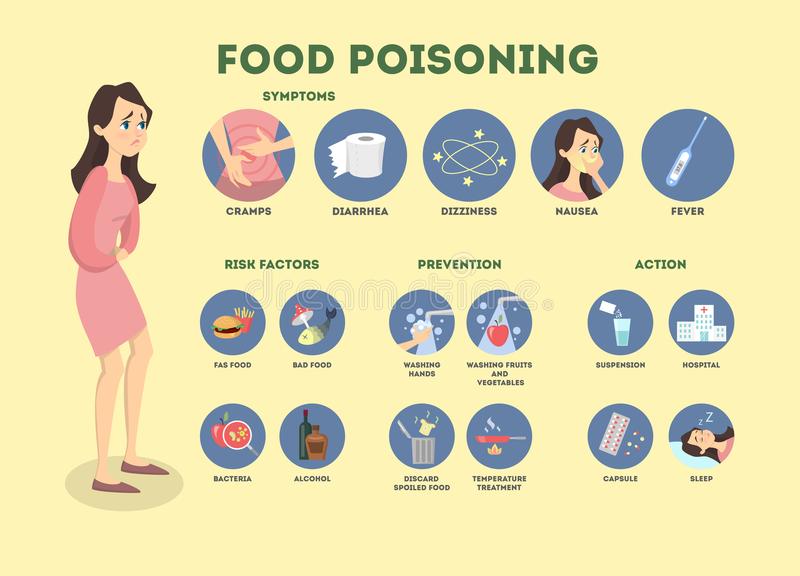 FOOD POISONING
SYMPTOMS
CRAMPS
DIARRHEA
DIZZINESS
NAUSEA
FEVER
RISK FACTORS
FAS FOOD
BAD FOOD
BACTERIA
ALCOHOL
PREVENTION
WASHING
HANDS
WASHING FRUITS
AND
VEGETABLES
DISCARD
SPOILED FOOD
TEMPERATURE
TREATMENT
ACTION
SUSPENSION
HOSPITAL
CAPSULE
Z Z
SLEEP
dreamstime